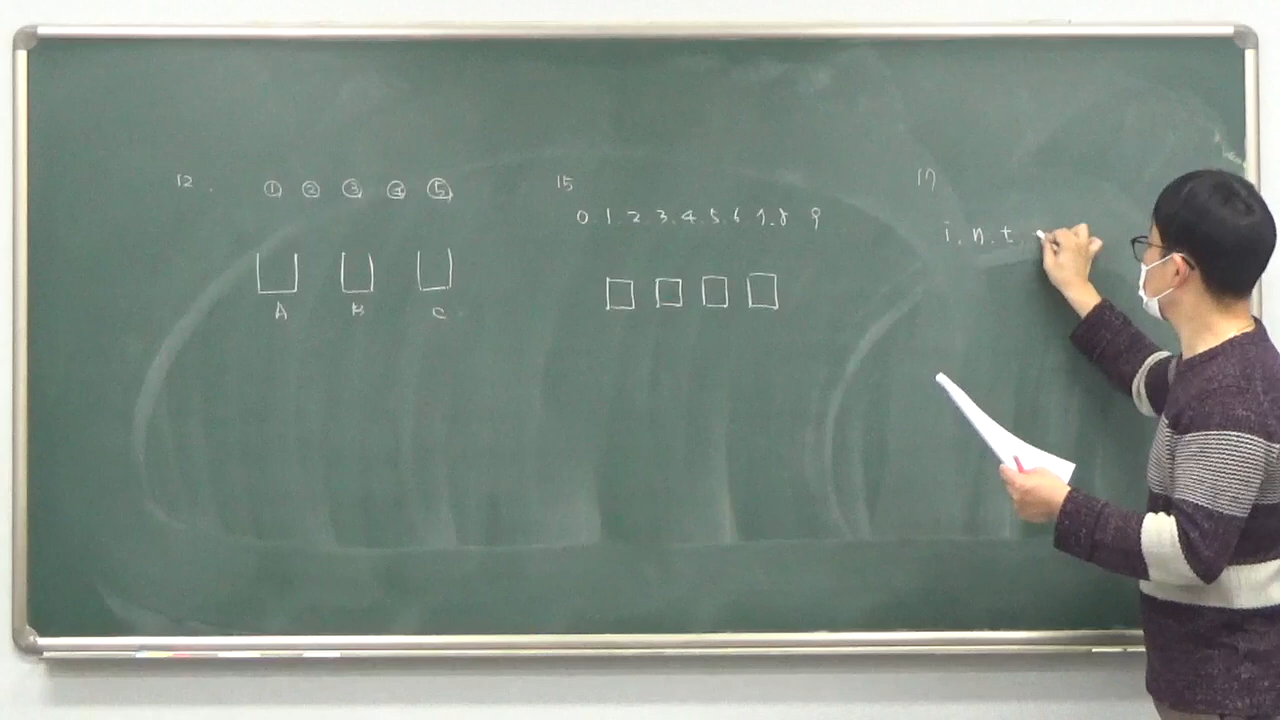 12.
① ② ③ ④ ⑤
A B C
15
0 1. 2. 3. 4. 5. 6 7. 8 9
17
i. n. t.